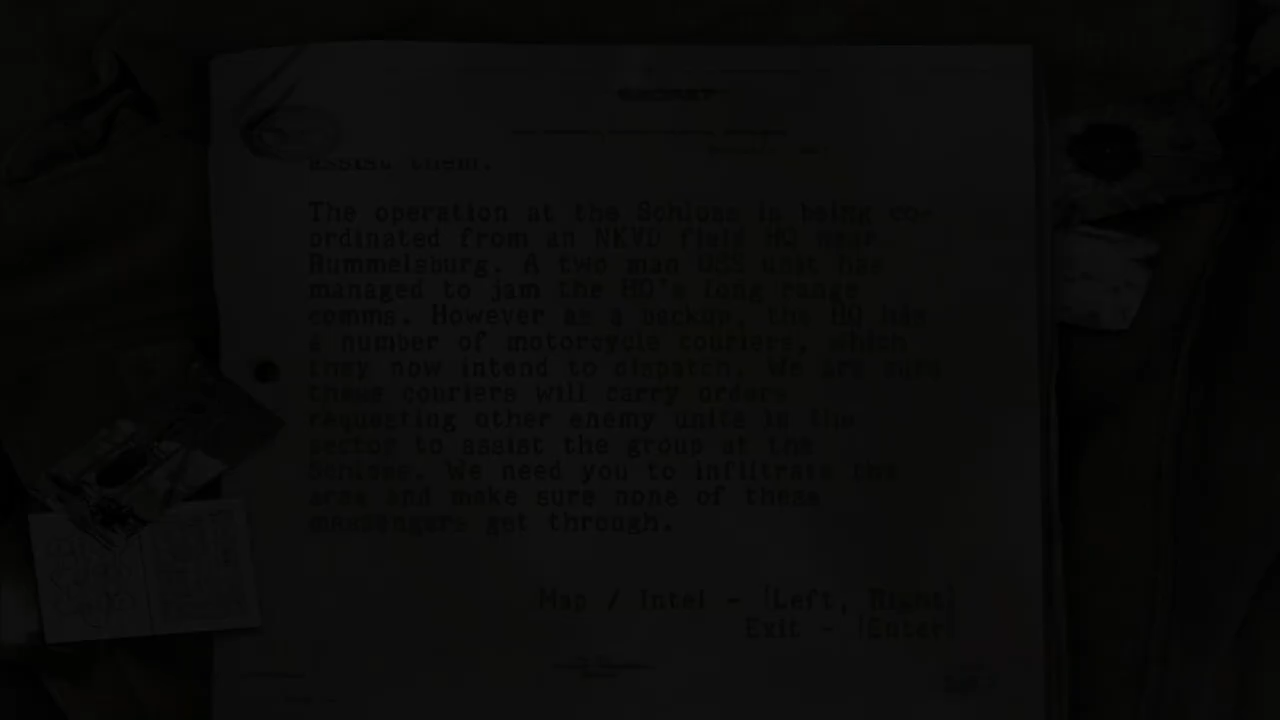 assist them.
The operation at the Schloss is being co-
ordinated from an NKVD field HQ near
Rummelsburg. A two man OSS unit has
managed to jam the HQ's long range
comms. However as a backup, the HQ has
a number of motorcycle couriers, which
they now intend to dispatch. We are sure
these couriers will carry orders
requesting other enemy units in the
sector to assist the group at the
Schloss. We need you to infiltrate the
area and make sure none of these
messengers get through.
Map / Intel - [Left, Right]
Exit - [Enter]